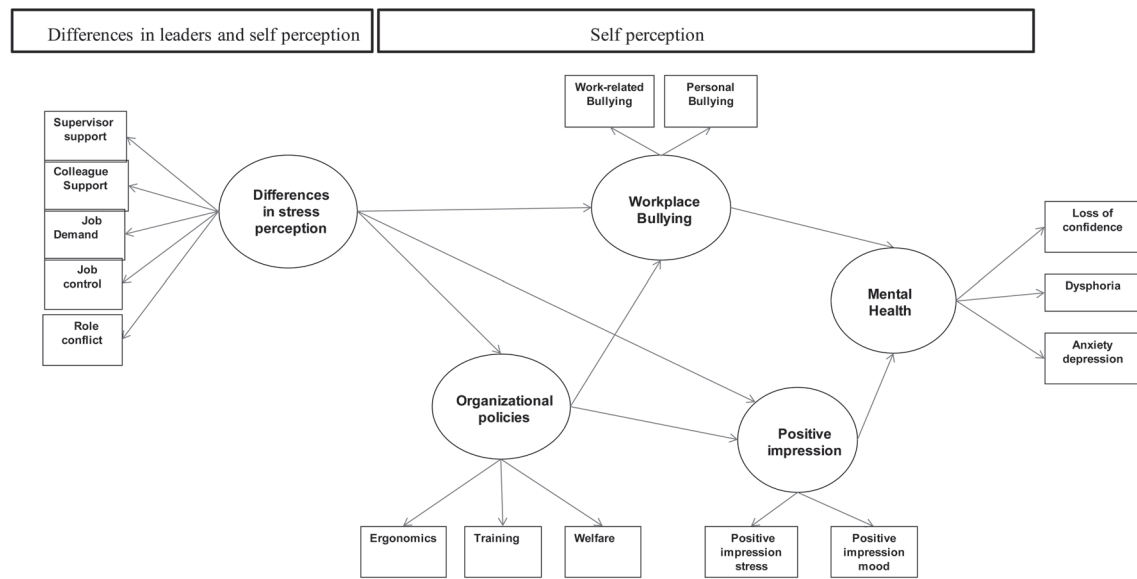 Differences in leaders and self perception
Self perception
Work-related
Bullying
Personal
Bullying
Supervisor
support
Colleague
Support
Job
Demand
Job
control
Role
conflict
Differences
in stress
perception
Workplace
Bullying
Mental
Health
Loss of
confidence
Dysphoria
Anxiety
depression
Organizational
policies
Positive
impression
Ergonomics
Training
Welfare
Positive
impression
stress
Positive
impression
mood